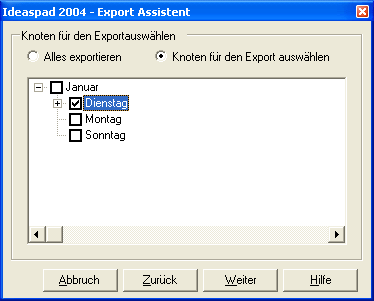 Ideaspad 2004 - Export Assistent
Knoten für den Exportauswählen
Alles exportieren Knoten für den Export auswählen
Januar
Dienstag
Montag
Sonntag
Abbruch Zurück Weiter Hilfe